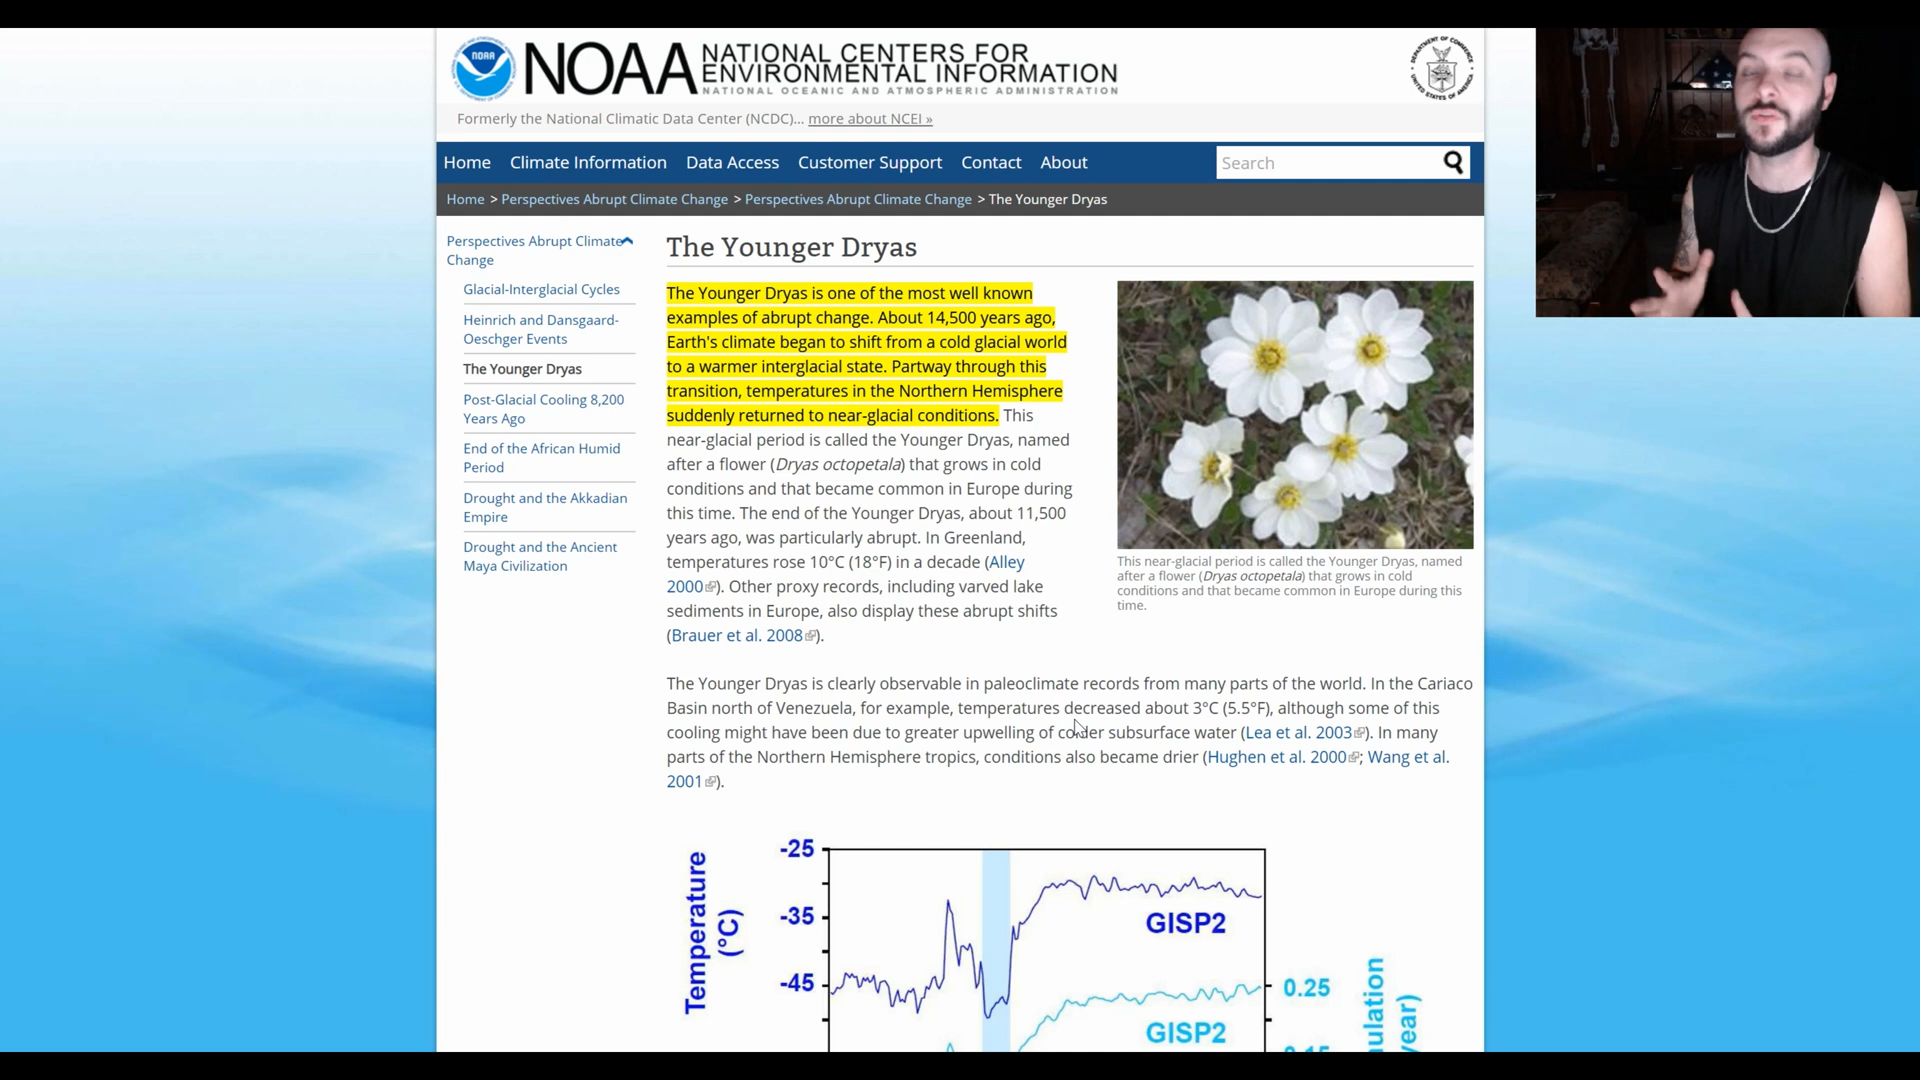 NOAA
NOAA
NATIONAL CENTERS FOR
ENVIRONMENTAL INFORMATION
NATIONAL OCEANIC AND ATMOSPHERIC ADMINISTRATION
DEPARTMENT OF COMMERCE
UNITED STATES OF AMERICA
Formerly the National Climatic Data Center (NCDC)... more about NCEI »
Home Climate Information Data Access Customer Support Contact About
Search
Home > Perspectives Abrupt Climate Change > Perspectives Abrupt Climate Change > The Younger Dryas
Perspectives Abrupt Climate
Change
Glacial-Interglacial Cycles
Heinrich and Dansgaard-
Oeschger Events
The Younger Dryas
Post-Glacial Cooling 8,200
Years Ago
End of the African Humid
Period
Drought and the Akkadian
Empire
Drought and the Ancient
Maya Civilization
The Younger Dryas
The Younger Dryas is one of the most well known
examples of abrupt change. About 14,500 years ago,
Earth's climate began to shift from a cold glacial world
to a warmer interglacial state. Partway through this
transition, temperatures in the Northern Hemisphere
suddenly returned to near-glacial conditions. This
near-glacial period is called the Younger Dryas, named
after a flower (Dryas octopetala) that grows in cold
conditions and that became common in Europe during
this time. The end of the Younger Dryas, about 11,500
years ago, was particularly abrupt. In Greenland,
temperatures rose 10°C (18°F) in a decade (Alley
2000). Other proxy records, including varved lake
sediments in Europe, also display these abrupt shifts
(Brauer et al. 2008).
This near-glacial period is called the Younger Dryas, named
after a flower (Dryas octopetala) that grows in cold
conditions and that became common in Europe during this
time.
The Younger Dryas is clearly observable in paleoclimate records from many parts of the world. In the Cariaco
Basin north of Venezuela, for example, temperatures decreased about 3°C (5.5°F), although some of this
cooling might have been due to greater upwelling of colder subsurface water (Lea et al. 2003). In many
parts of the Northern Hemisphere tropics, conditions also became drier (Hughen et al. 2000; Wang et al.
2001).
Temperature
(°C)
-25
-35
-45
GISP2
GISP2
0.25